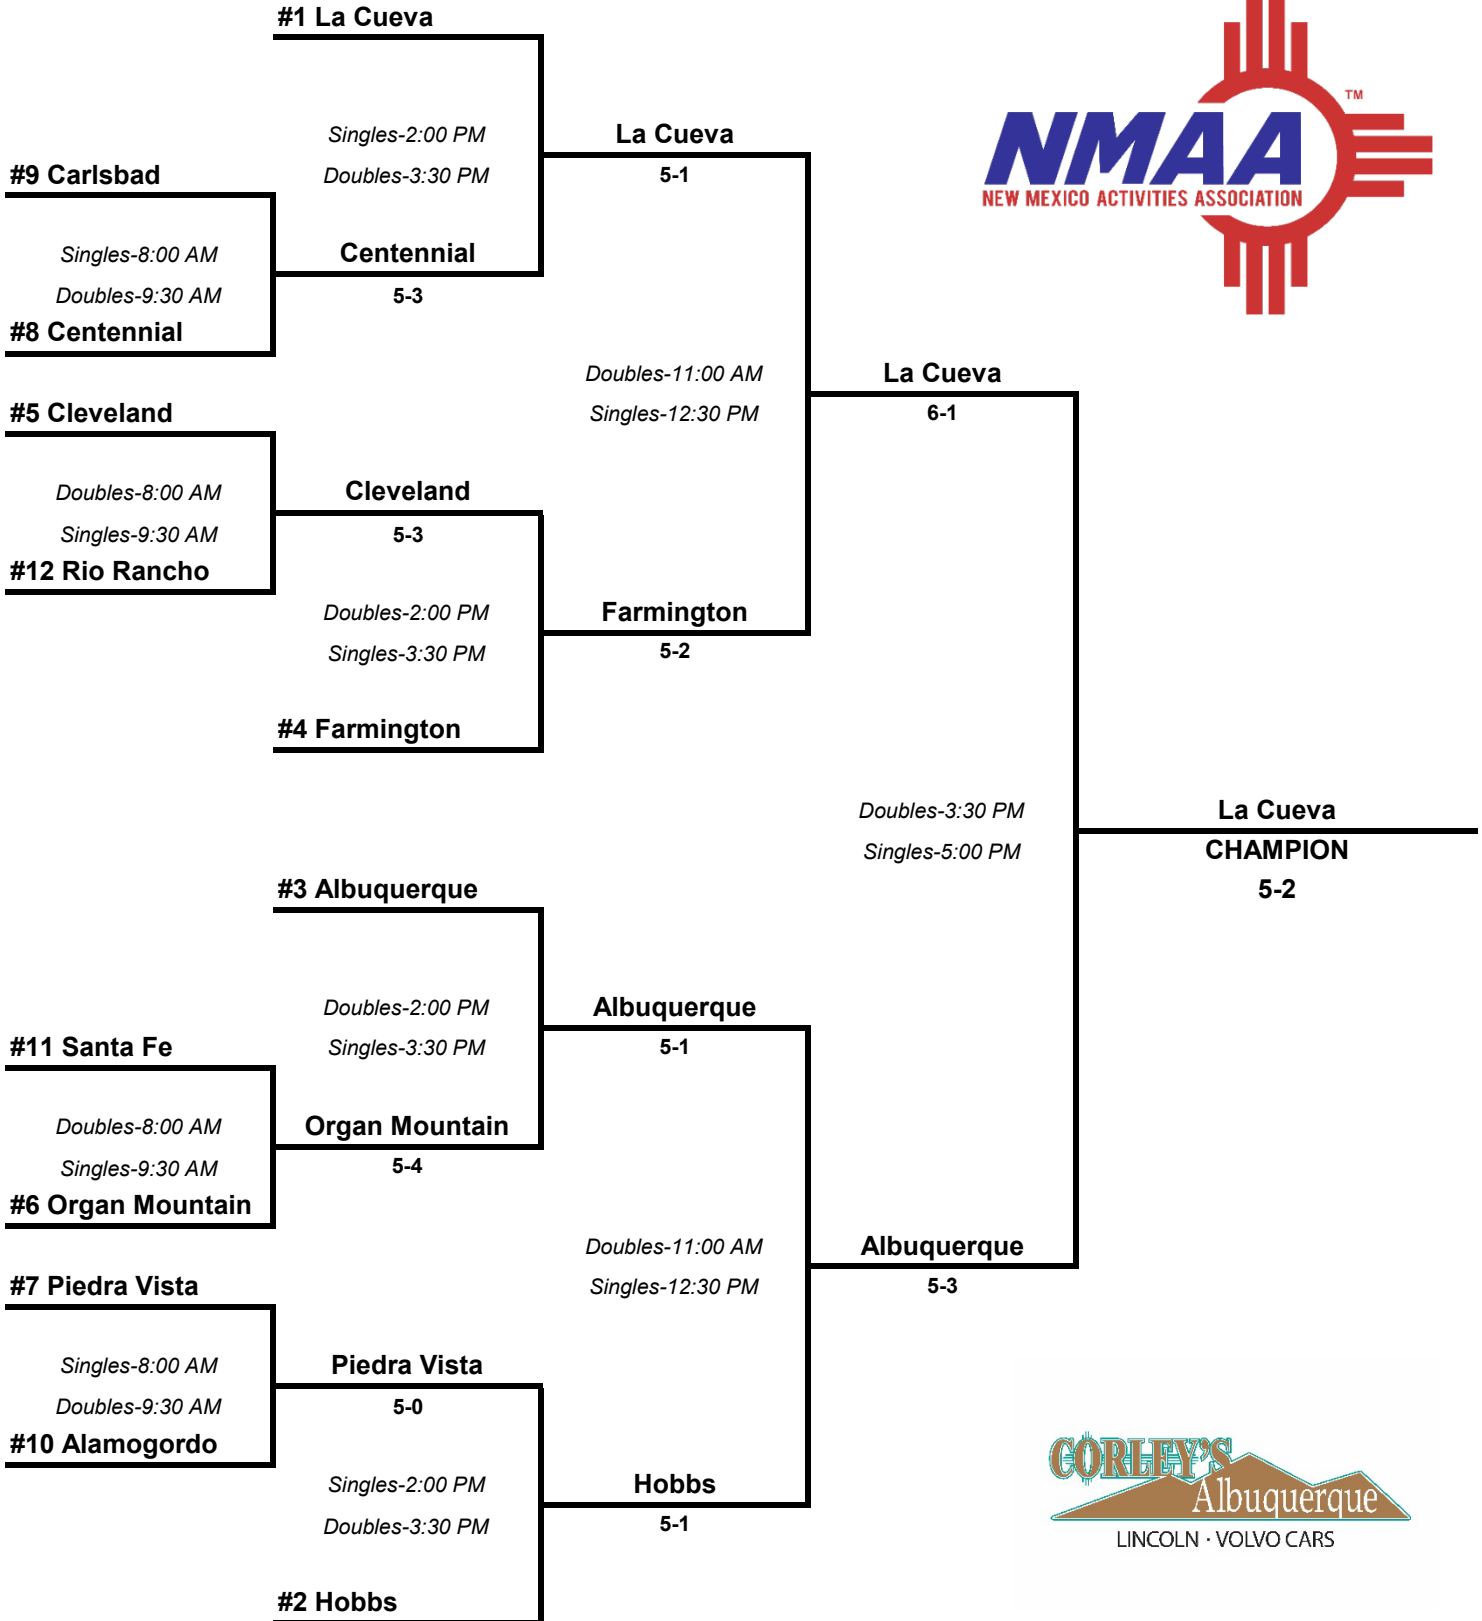 #1 La Cueva
TM
Singles-2:00 PM
La Cueva
NMAA
#9 Carlsbad
Doubles-3:30 PM
5-1
NEW MEXICO ACTIVITIES ASSOCIATION
Singles-8:00 AM
Centennial
Doubles-9:30 AM
5-3
#8 Centennial
Doubles-11:00 AM
La Cueva
#5 Cleveland
Singles-12:30 PM
6-1
Doubles-8:00 AM
Cleveland
Singles-9:30 AM
5-3
#12 Rio Rancho
Doubles-2:00 PM
Farmington
Singles-3:30 PM
5-2
#4 Farmington
Doubles-3:30 PM
La Cueva
Singles-5:00 PM
CHAMPION
#3 Albuquerque
5-2
Doubles-2:00 PM
Albuquerque
#11 Santa Fe
Singles-3:30 PM
5-1
Doubles-8:00 AM
Organ Mountain
Singles-9:30 AM
5-4
#6 Organ Mountain
Doubles-11:00 AM
Albuquerque
#7 Piedra Vista
Singles-12:30 PM
5-3
Singles-8:00 AM
Piedra Vista
Doubles-9:30 AM
5-0
#10 Alamogordo
CORLEY'S
Singles-2:00 PM
Hobbs
Albuquerque
Doubles-3:30 PM
5-1
LINCOLN · VOLVO CARS
#2 Hobbs